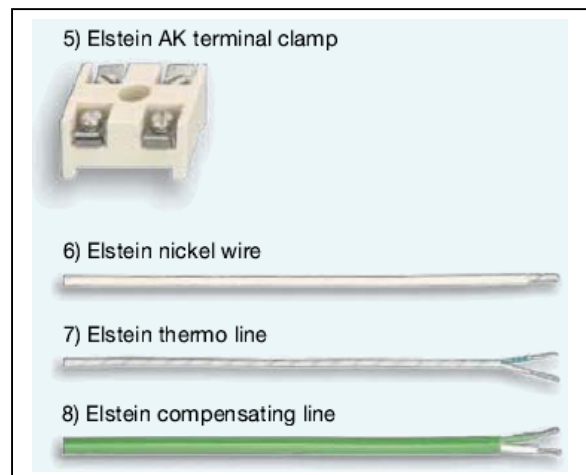 5) Elstein AK terminal clamp
6) Elstein nickel wire
7) Elstein thermo line
8) Elstein compensating line